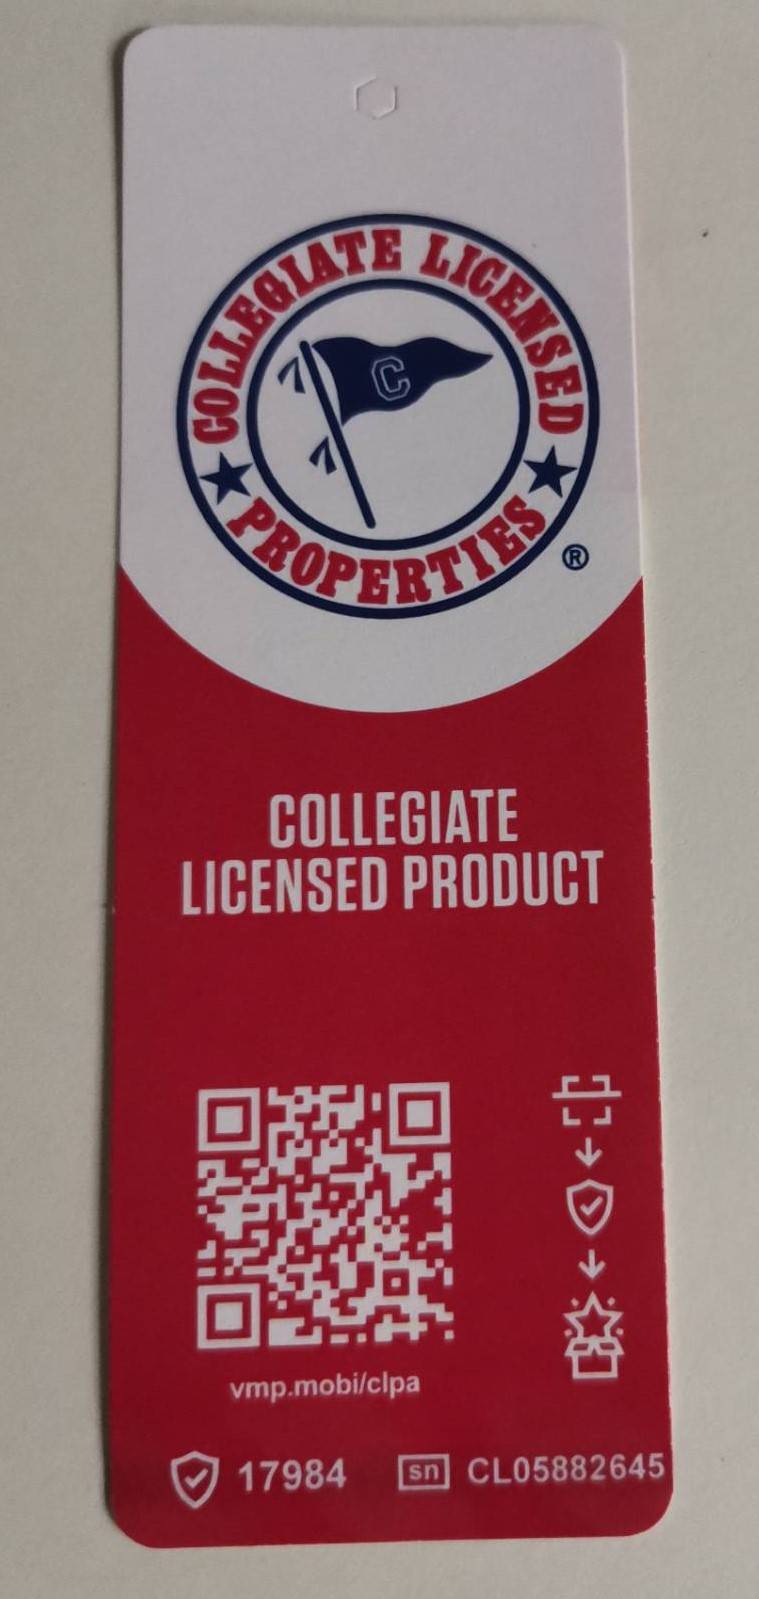 COLLEGIATE LICENSED
C
PROPERTIES
®
COLLEGIATE
LICENSED PRODUCT
vmp.mobi/clpa
17984 sn CL05882645